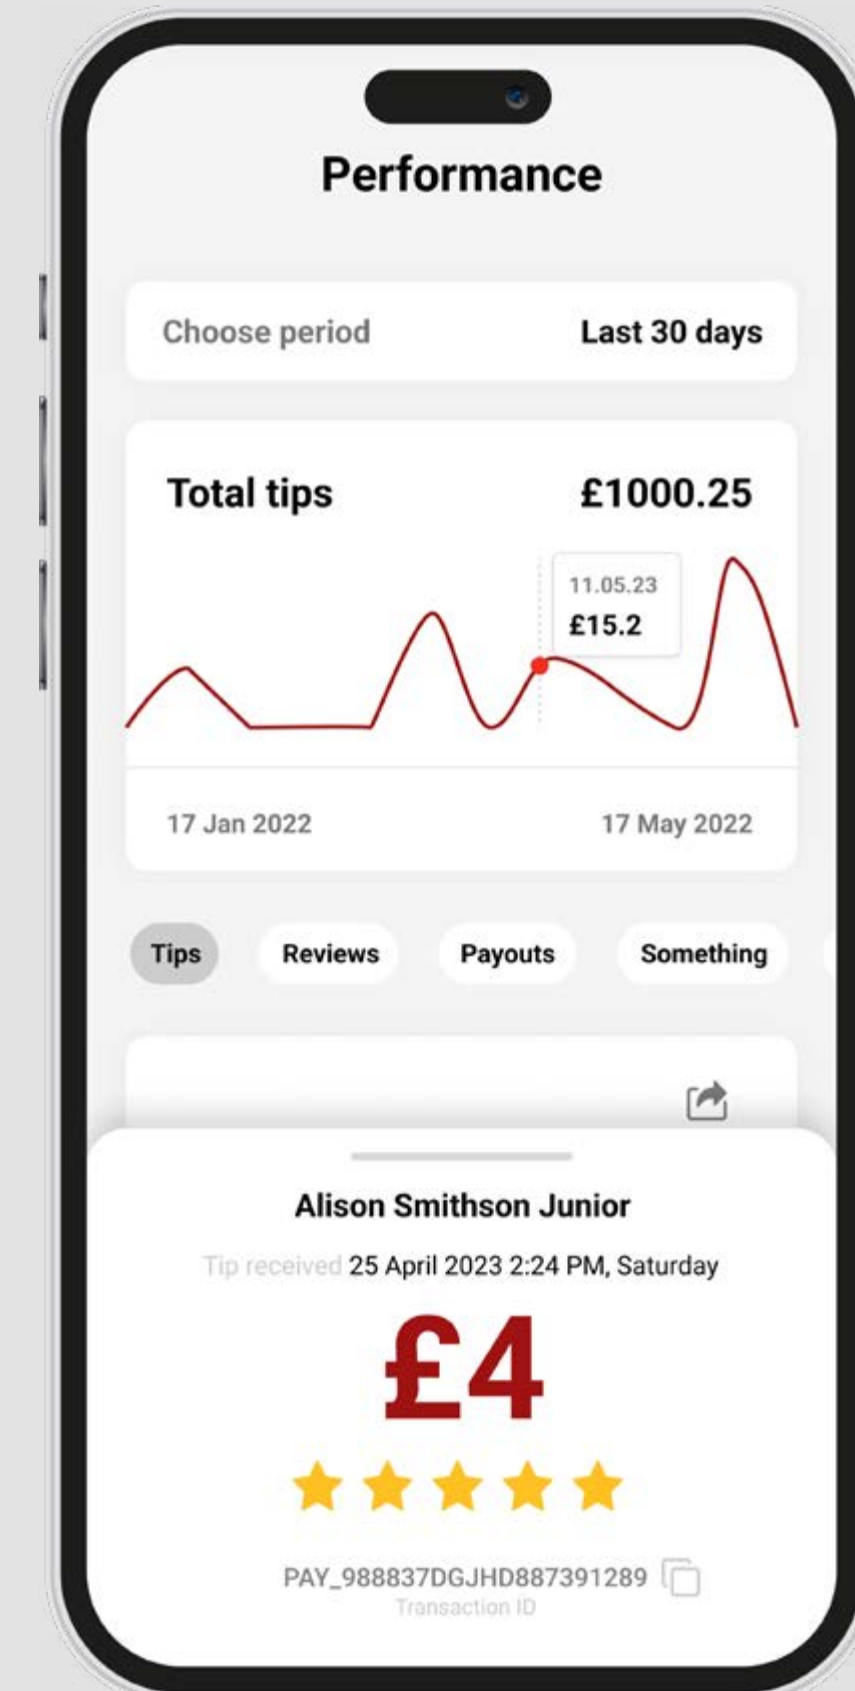 Performance
Choose period Last 30 days
Total tips £1000.25
11.05.23
£15.2
17 Jan 2022 17 May 2022
Tips Reviews Payouts Something
Alison Smithson Junior
Tip received 25 April 2023 2:24 PM, Saturday
£4
PAY_988837DGJHD887391289
Transaction ID